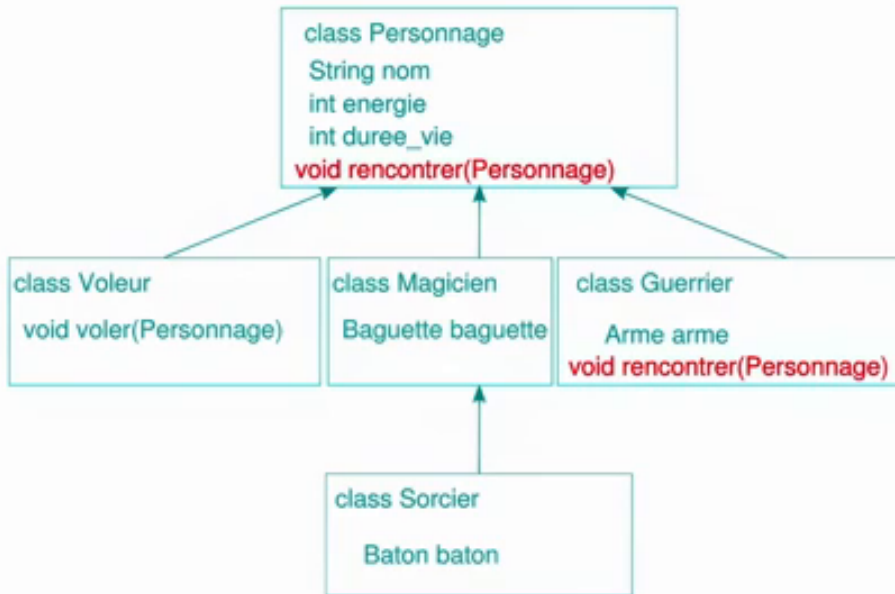 class Personnage
String nom
int energie
int duree_vie
void rencontrer(Personnage)
class Voleur
void voler(Personnage)
class Magicien
Baguette baguette
class Guerrier
Arme arme
void rencontrer(Personnage)
class Sorcier
Baton baton